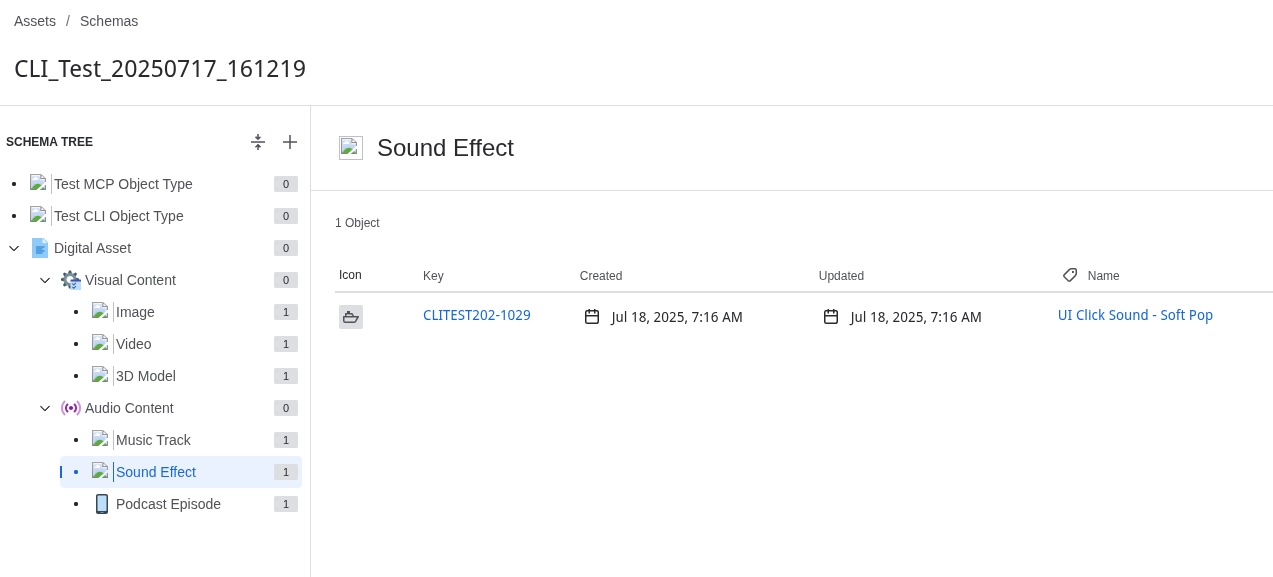 Assets / Schemas
CLI_Test_20250717_161219
SCHEMA TREE
Test MCP Object Type 0
Test CLI Object Type 0
Digital Asset 0
Visual Content 0
Image 1
Video 1
3D Model 1
Audio Content 0
Music Track 1
Sound Effect 1
Podcast Episode 1
Sound Effect
1 Object
Icon Key Created Updated Name
CLITEST202-1029 Jul 18, 2025, 7:16 AM Jul 18, 2025, 7:16 AM UI Click Sound - Soft Pop